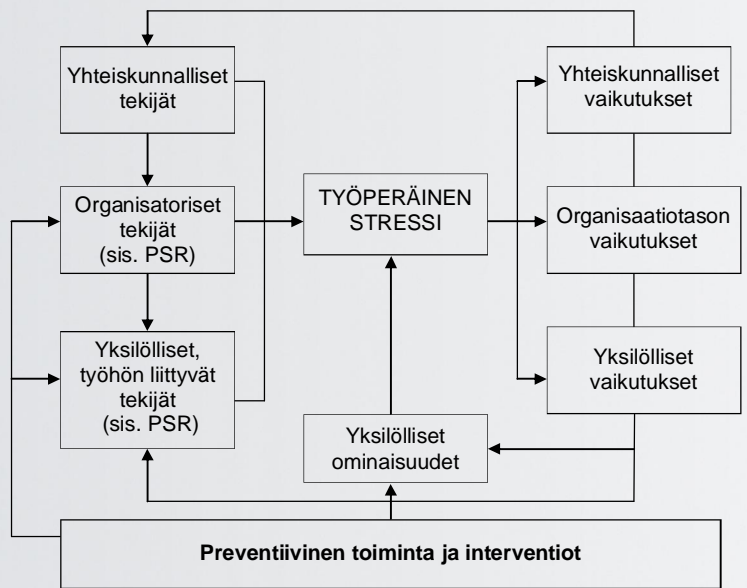 Yhteiskunnalliset
tekijät
Yhteiskunnalliset
vaikutukset
Organisatoriset
tekijät
(sis. PSR)
TYÖPERÄINEN
STRESSI
Organisaatiotason
vaikutukset
Yksilölliset,
työhön liittyvät
tekijät
(sis. PSR)
Yksilölliset
vaikutukset
Yksilölliset
ominaisuudet
Preventiivinen toiminta ja interventiot